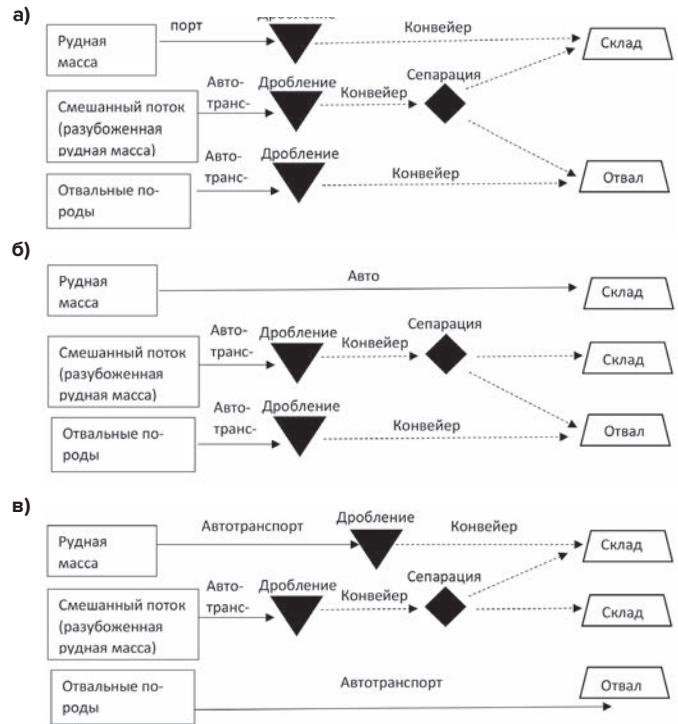 а)
порт
Дробление
Рудная
масса
Конвейер
Склад
Смешанный поток
(разубоженная
рудная масса)
Авто-
транс-
Дробление
Конвейер
Сепарация
Отвальные по-
роды
Авто-
транс-
Дробление
Конвейер
Отвал
б)
Рудная
масса
Авто
Склад
Смешанный поток
(разубоженная
рудная масса)
Авто-
транс-
Дробление
Конвейер
Сепарация
Склад
Отвальные по-
роды
Авто-
транс-
Дробление
Конвейер
Отвал
в)
Рудная
масса
Автотранспорт
Дробление
Конвейер
Склад
Смешанный поток
(разубоженная
рудная масса)
Авто-
транс-
Дробление
Конвейер
Сепарация
Склад
Отвальные по-
роды
Автотранспорт
Отвал